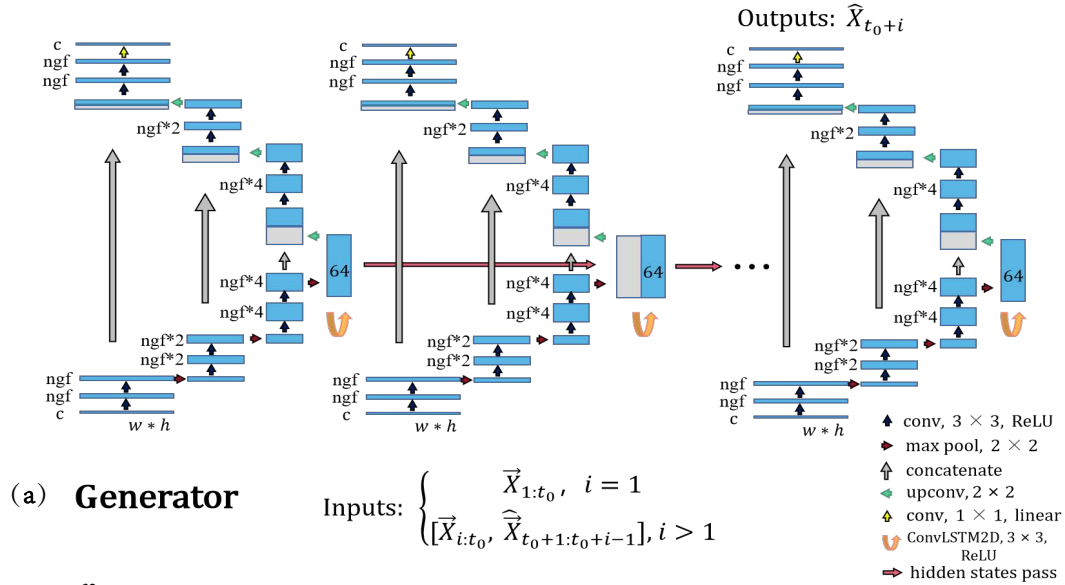 Outputs: X̂_{t₀+i}
c
ngf
ngf
ngf*2
ngf*4
64
ngf*4
ngf*4
ngf*2
ngf*2
ngf
ngf
c
w * h
c
ngf
ngf
ngf*2
ngf*4
64
ngf*4
ngf*4
ngf*2
ngf*2
ngf
ngf
c
w * h
• • •
c
ngf
ngf
ngf*2
ngf*4
64
ngf*4
ngf*4
ngf*2
ngf*2
ngf
ngf
c
w * h
conv, 3 × 3, ReLU
max pool, 2 × 2
concatenate
upconv, 2 × 2
conv, 1 × 1, linear
ConvLSTM2D, 3 × 3,
ReLU
hidden states pass
(a) Generator
Inputs: { X⃗_{1:t₀}, i = 1
[X⃗_{i:t₀}, X̂⃗_{t₀+1:t₀+i−1}], i > 1